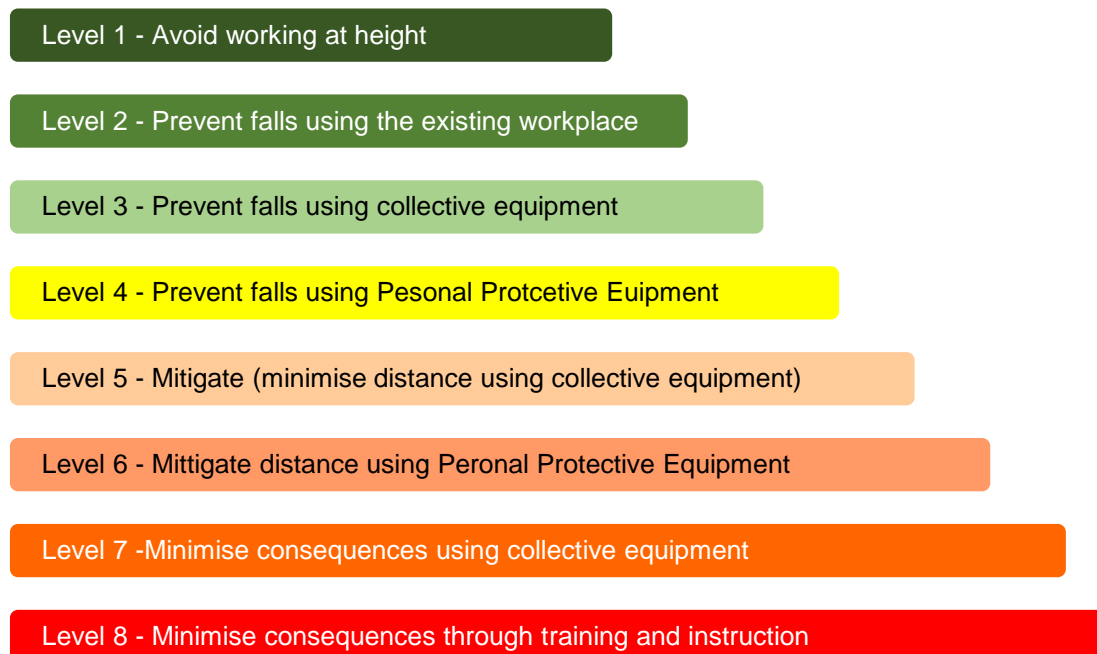 Level 1 - Avoid working at height
Level 2 - Prevent falls using the existing workplace
Level 3 - Prevent falls using collective equipment
Level 4 - Prevent falls using Pesonal Protcetive Euipment
Level 5 - Mitigate (minimise distance using collective equipment)
Level 6 - Mittigate distance using Peronal Protective Equipment
Level 7 -Minimise consequences using collective equipment
Level 8 - Minimise consequences through training and instruction